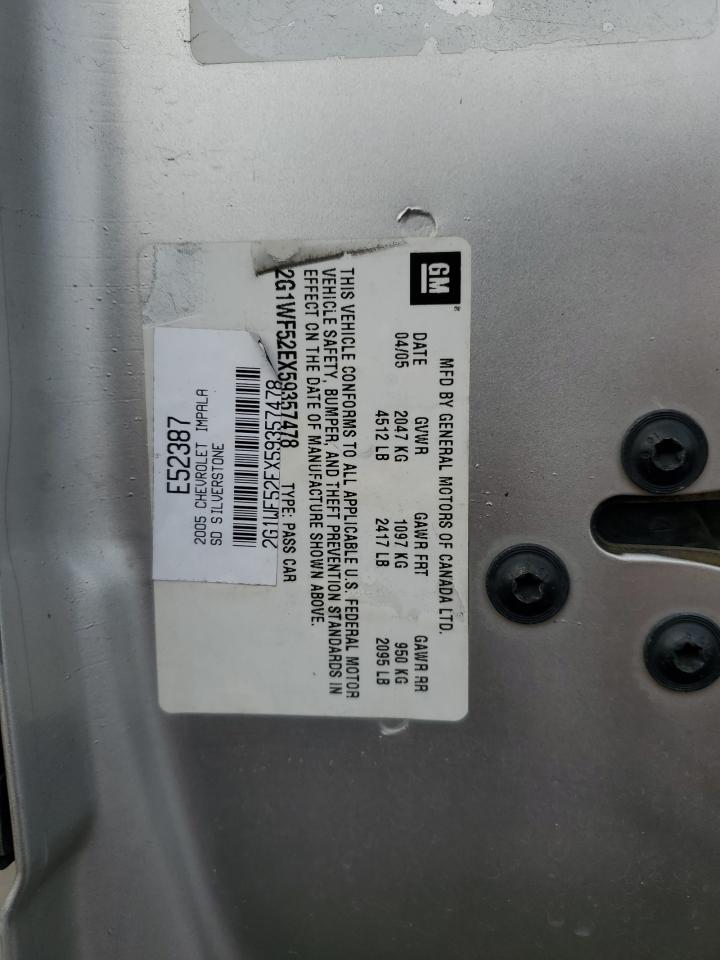 GM
MFD BY GENERAL MOTORS OF CANADA LTD.
DATE GVWR GAWR FRT GAWR RR
04/05 2047 KG 1097 KG 950 KG
4512 LB 2417 LB 2095 LB
THIS VEHICLE CONFORMS TO ALL APPLICABLE U.S. FEDERAL MOTOR
VEHICLE SAFETY, BUMPER, AND THEFT PREVENTION STANDARDS IN
EFFECT ON THE DATE OF MANUFACTURE SHOWN ABOVE.
2G1WF52EX59357478 TYPE: PASS CAR
2G1WF52EX59357478
SD SILVERSTONE
2005 CHEVROLET IMPALA
E52387